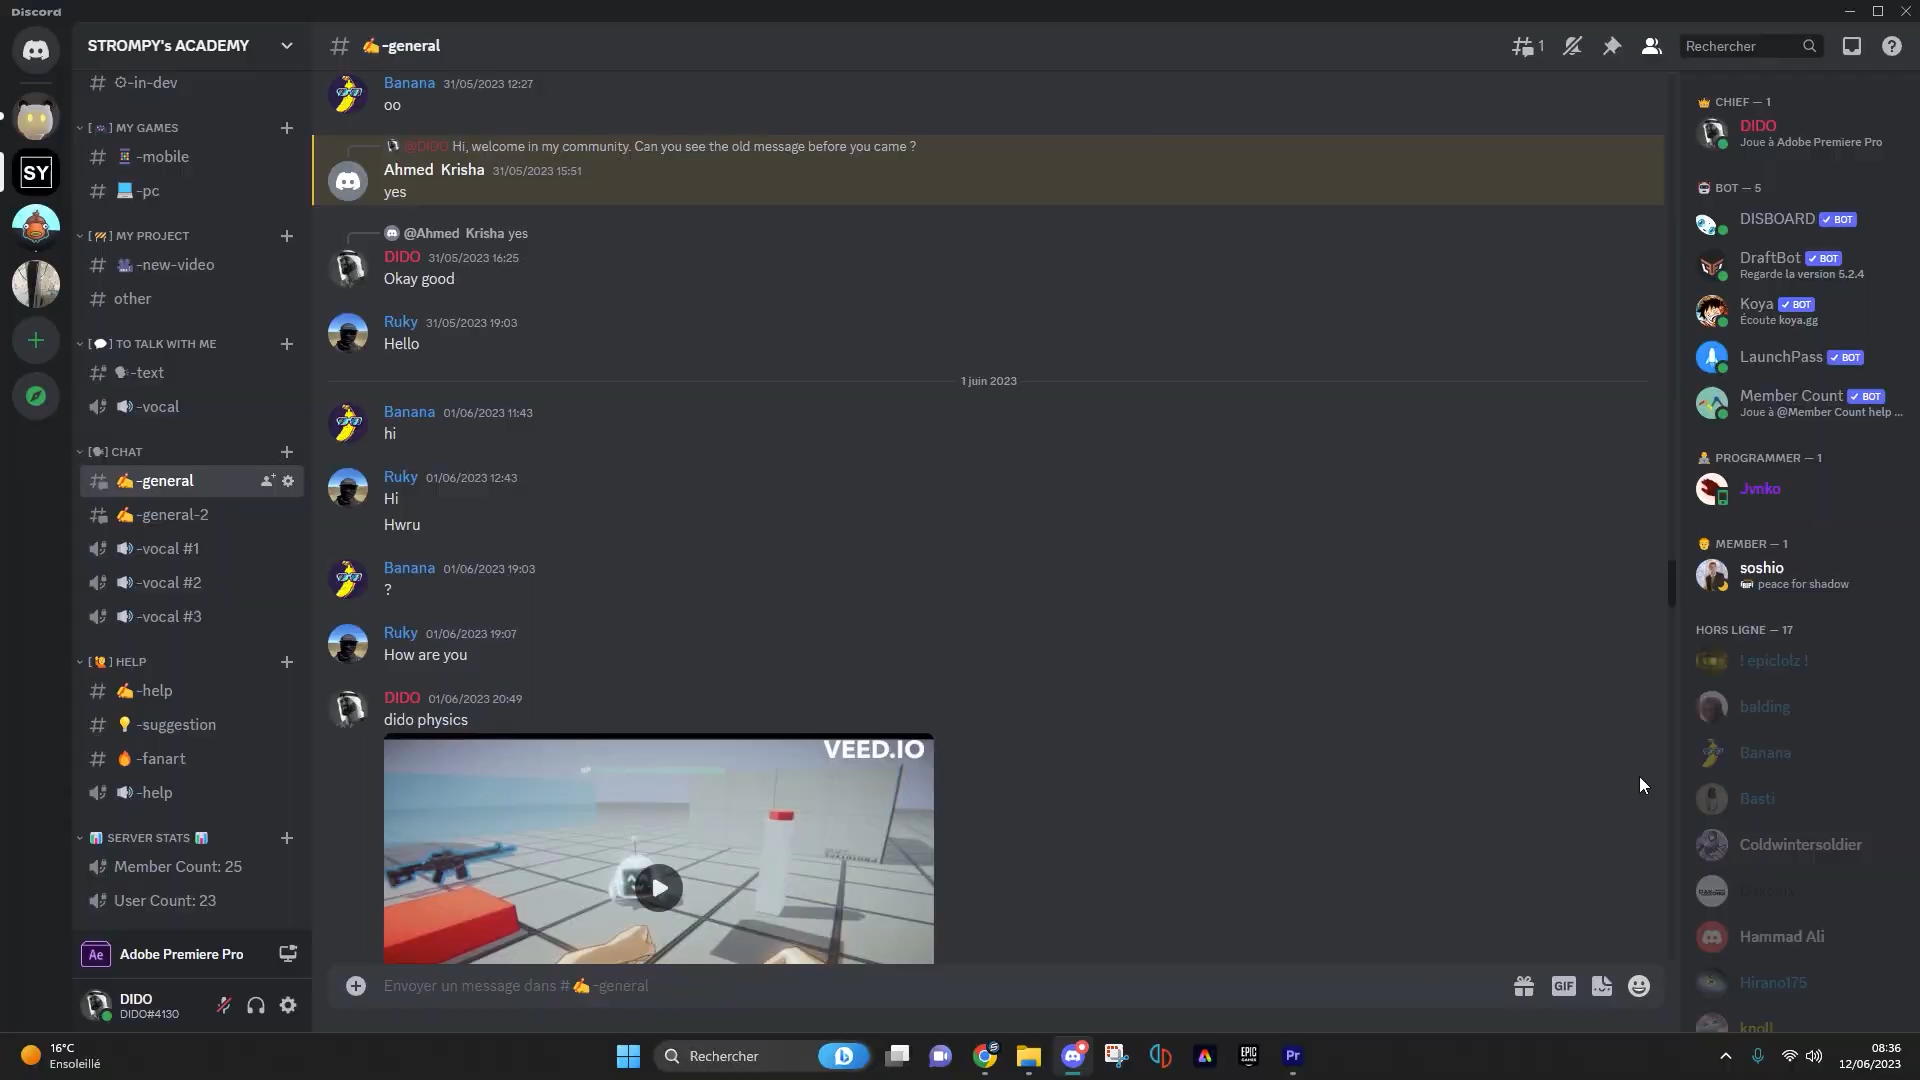 Discord
STROMPY's ACADEMY
-general
1
Rechercher
-in-dev
MY GAMES
-mobile
-pc
MY PROJECT
-new-video
other
TO TALK WITH ME
-text
-vocal
CHAT
-general
-general-2
-vocal #1
-vocal #2
-vocal #3
HELP
-help
-suggestion
-fanart
-help
SERVER STATS
Member Count: 25
User Count: 23
Ae Adobe Premiere Pro
DIDO
DIDO#4130
SY
Banana 31/05/2023 12:27
oo
@DIDO Hi, welcome in my community. Can you see the old message before you came ?
Ahmed Krisha 31/05/2023 15:51
yes
@Ahmed Krisha yes
DIDO 31/05/2023 16:25
Okay good
Ruky 31/05/2023 19:03
Hello
1 juin 2023
Banana 01/06/2023 11:43
hi
Ruky 01/06/2023 12:43
Hi
Hwru
Banana 01/06/2023 19:03
?
Ruky 01/06/2023 19:07
How are you
DIDO 01/06/2023 20:49
dido physics
VEED.IO
Envoyer un message dans # -general
GIF
CHIEF — 1
DIDO
Joue à Adobe Premiere Pro
BOT — 5
DISBOARD ✓ BOT
DraftBot ✓ BOT
Regarde la version 5.2.4
Koya ✓ BOT
Écoute koya.gg
LaunchPass ✓ BOT
Member Count ✓ BOT
Joue à @Member Count help ...
PROGRAMMER — 1
Jvnko
MEMBER — 1
soshio
peace for shadow
HORS LIGNE — 17
! epiclolz !
balding
Banana
Basti
Coldwintersoldier
Hammad Ali
Hirano175
knoll
16°C
Ensoleillé
Rechercher
EPIC GAMES
Pr
08:36
12/06/2023